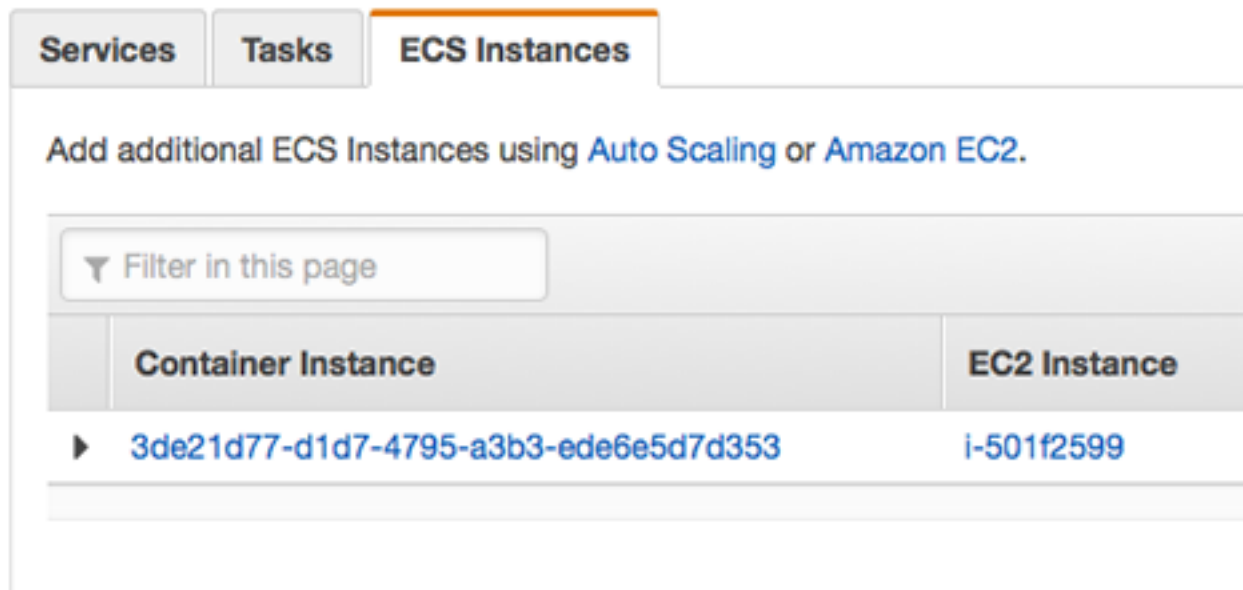 Services Tasks ECS Instances
Add additional ECS Instances using Auto Scaling or Amazon EC2.
Filter in this page
Container Instance EC2 Instance
3de21d77-d1d7-4795-a3b3-ede6e5d7d353 i-501f2599